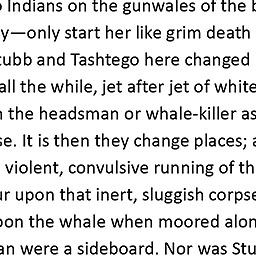 Indians on the gunwales of the
y—only start her like grim death
tubb and Tashtego here changed
all the while, jet after jet of white
the headsman or whale-killer as
se. It is then they change places;
violent, convulsive running of th
ur upon that inert, sluggish corpse
pon the whale when moored alon
an were a sideboard. Nor was Stu